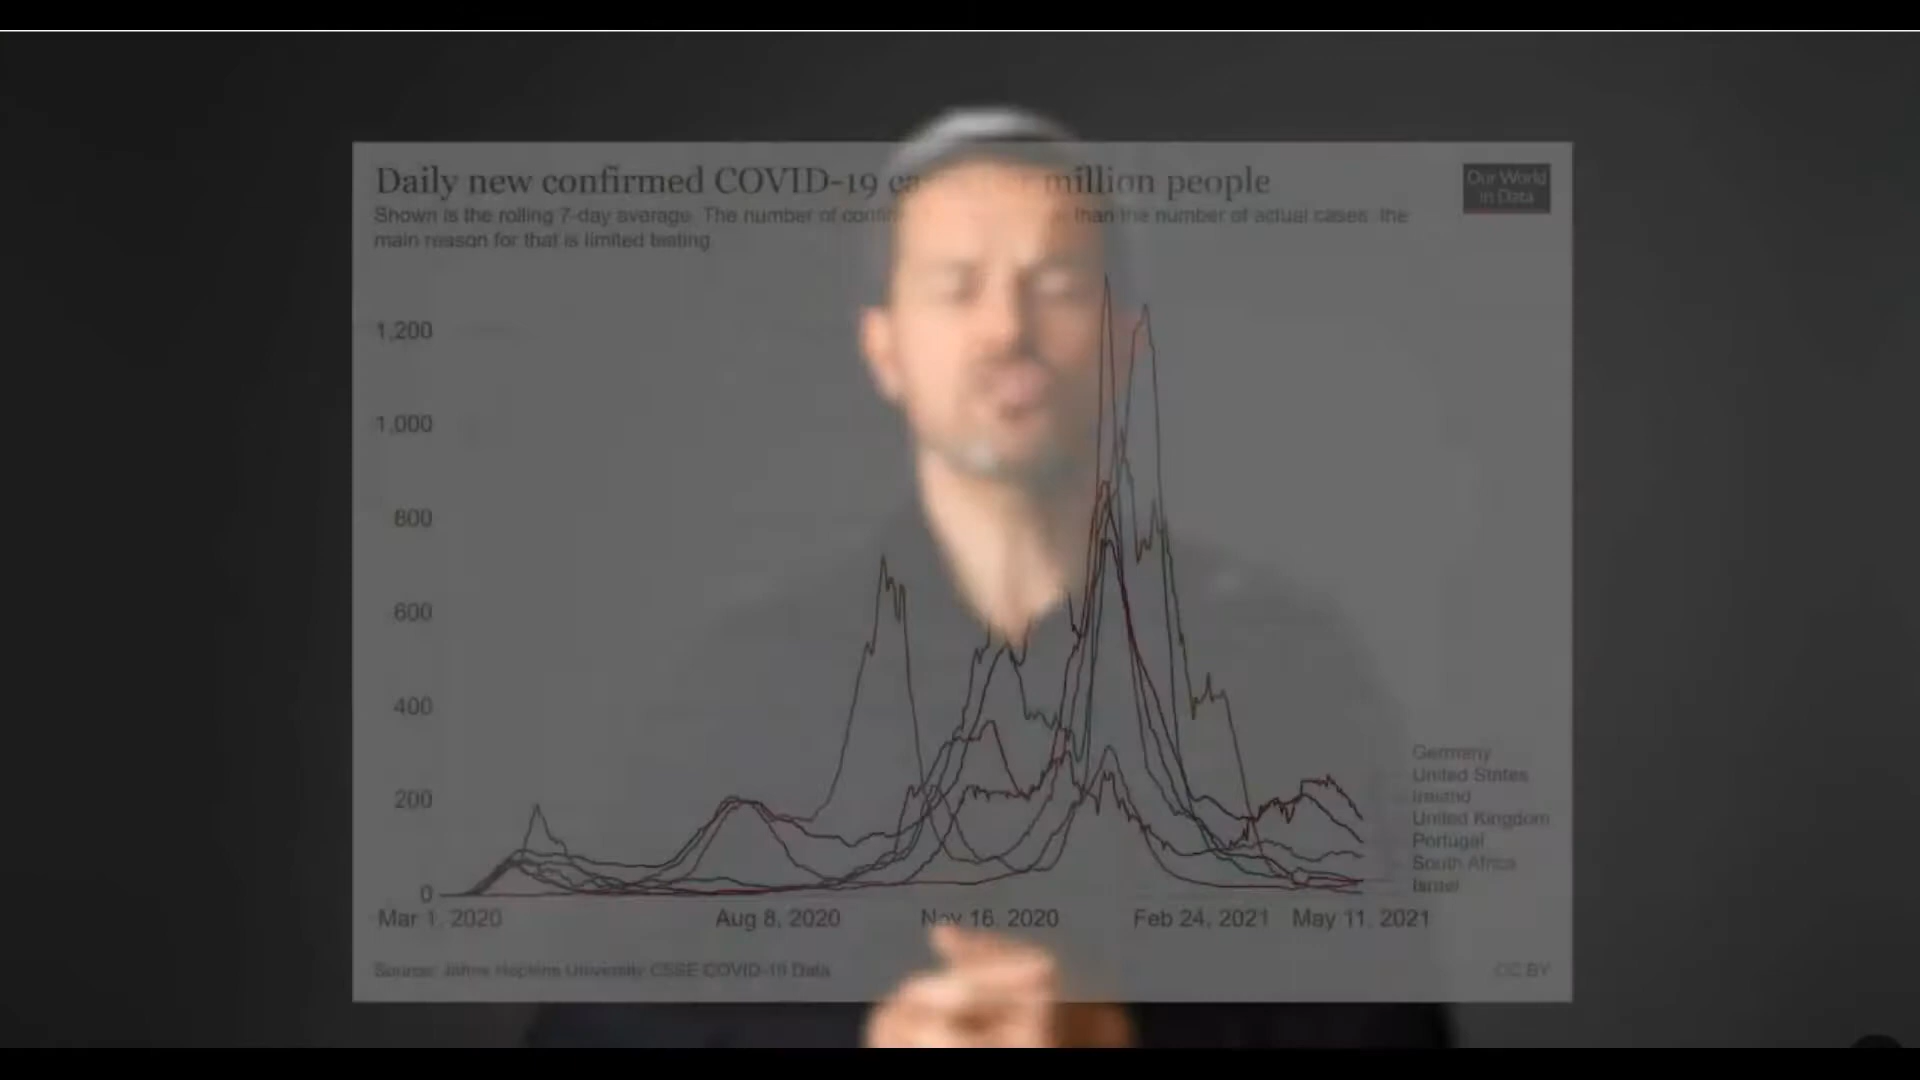 Daily new confirmed COVID-19 million people
Our World
in Data
Shown is the rolling 7-day average. The number of than the number of actual cases, the
main reason for that is limited testing.
1,200
1,000
800
600
400
200
0
Germany
United States
Ireland
United Kingdom
Portugal
South Africa
Israel
Mar 1, 2020 Aug 8, 2020 Nov 16, 2020 Feb 24, 2021 May 11, 2021
Source: Johns Hopkins University CSSE COVID-19 Data
CC BY